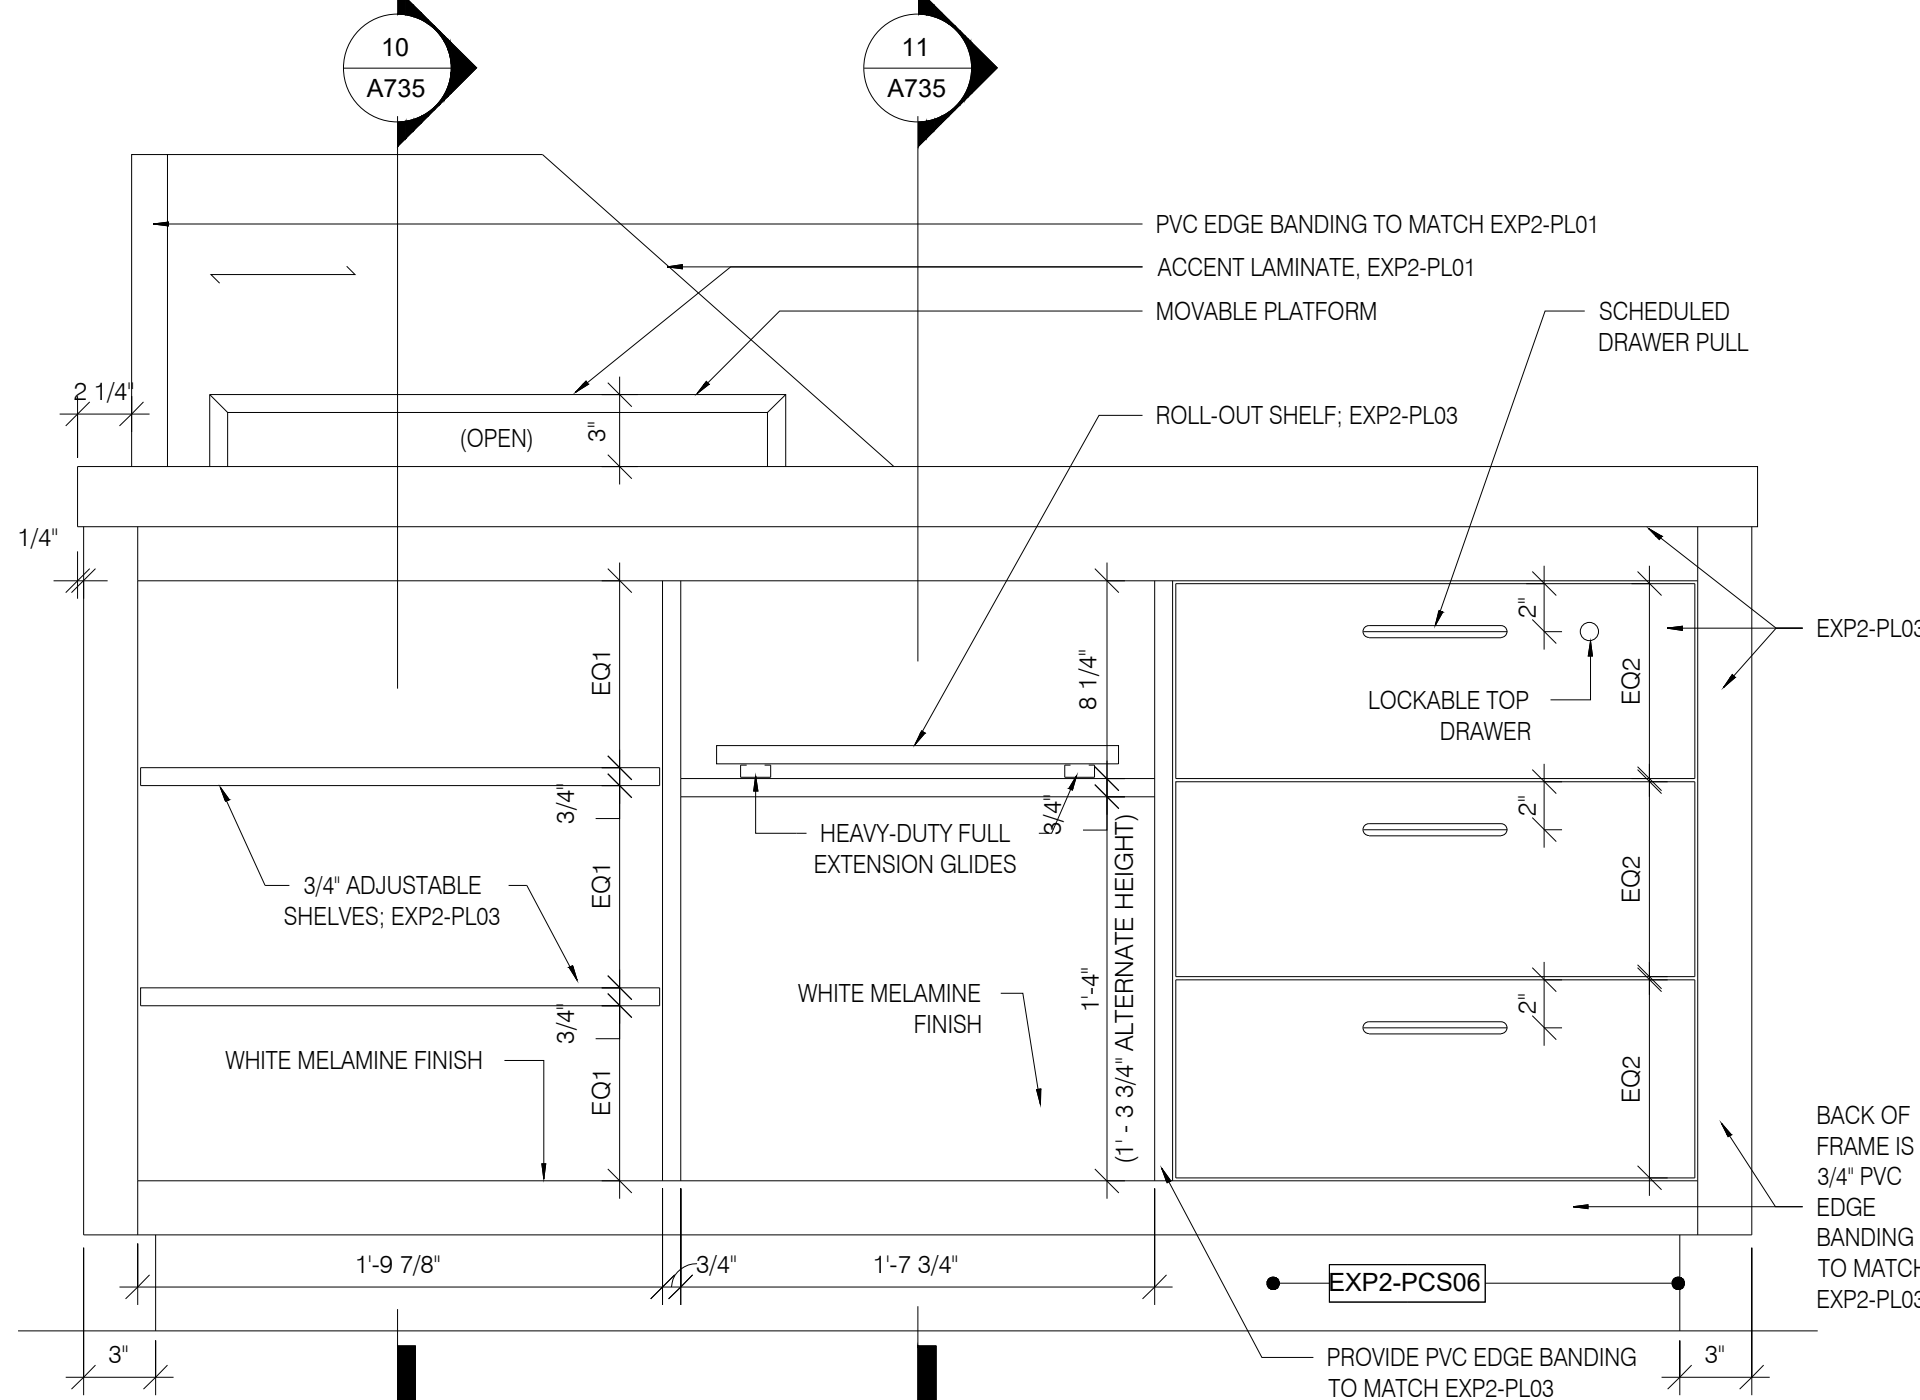 10
A735
11
A735
PVC EDGE BANDING TO MATCH EXP2-PL01
ACCENT LAMINATE, EXP2-PL01
MOVABLE PLATFORM
SCHEDULED
DRAWER PULL
2 1/4"
ROLL-OUT SHELF; EXP2-PL03
(OPEN)
3"
1/4"
EQ1
8 1/4"
2"
EQ2
EXP2-PL03
LOCKABLE TOP
DRAWER
3/4"
3/4"
2"
HEAVY-DUTY FULL
EXTENSION GLIDES
EQ1
EQ2
3/4" ADJUSTABLE
SHELVES; EXP2-PL03
WHITE MELAMINE
FINISH
1'-4"
(1' - 3 3/4" ALTERNATE HEIGHT)
2"
3/4"
WHITE MELAMINE FINISH
EQ1
EQ2
BACK OF
FRAME IS
3/4" PVC
EDGE
BANDING
TO MATCH
EXP2-PL03
1'-9 7/8"
3/4"
1'-7 3/4"
EXP2-PCS06
3"
PROVIDE PVC EDGE BANDING
TO MATCH EXP2-PL03
3"